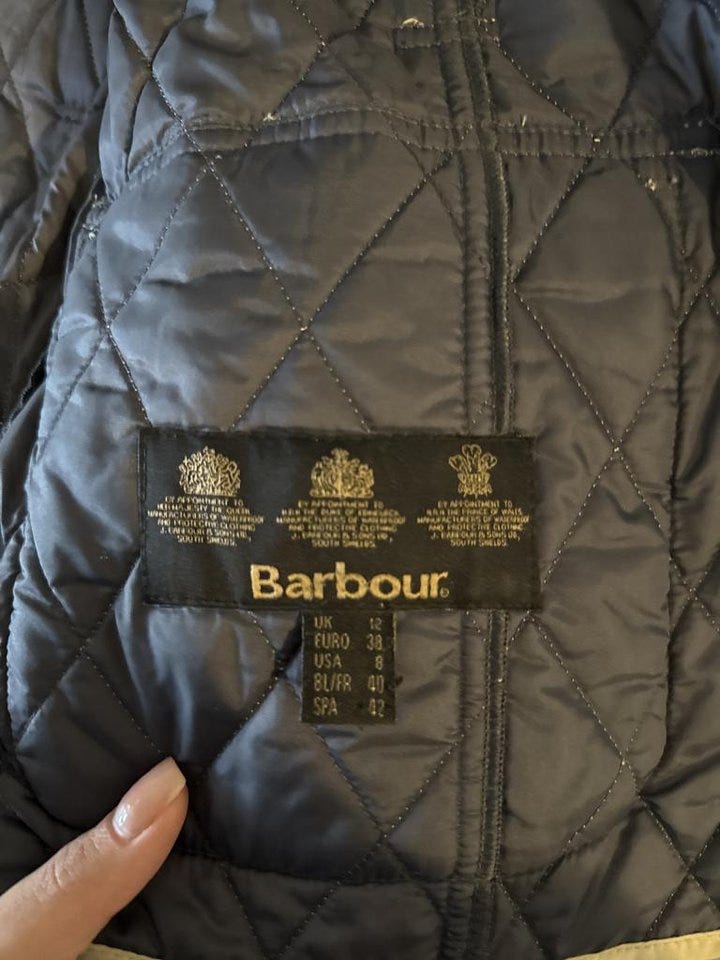 BY APPOINTMENT TO
HER MAJESTY THE QUEEN
MANUFACTURERS OF WATERPROOF
AND PROTECTIVE CLOTHING
J. BARBOUR & SONS LTD.
SOUTH SHIELDS.
BY APPOINTMENT TO
H.R.H THE DUKE OF EDINBURGH
MANUFACTURERS OF WATERPROOF
AND PROTECTIVE CLOTHING
J. BARBOUR & SONS LTD.
SOUTH SHIELDS.
BY APPOINTMENT TO
H.R.H THE PRINCE OF WALES
MANUFACTURERS OF WATERPROOF
AND PROTECTIVE CLOTHING
J. BARBOUR & SONS LTD.
SOUTH SHIELDS.
Barbour®
UK 12
EURO 38
USA 8
BL/FR 40
SPA 42